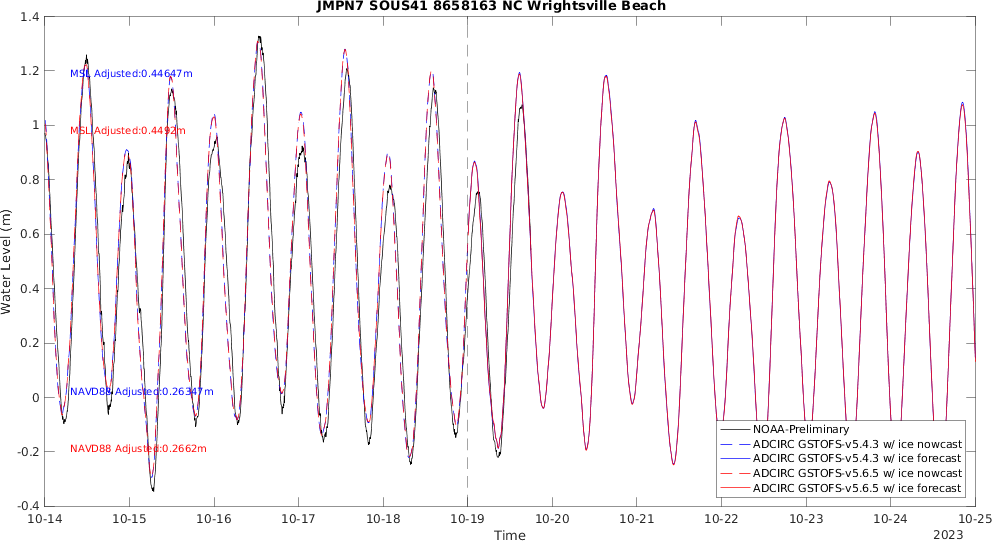 JMPN7 SOUS41 8658163 NC Wrightsville Beach
1.4
1.2
1
0.8
0.6
0.4
0.2
0
-0.2
-0.4
Water Level (m)
MSL Adjusted:0.44647m
MSL Adjusted:0.4492m
NAVD88 Adjusted:0.26347m
NAVD88 Adjusted:0.2662m
NOAA-Preliminary
ADCIRC GSTOFS-v5.4.3 w/ ice nowcast
ADCIRC GSTOFS-v5.4.3 w/ ice forecast
ADCIRC GSTOFS-v5.6.5 w/ ice nowcast
ADCIRC GSTOFS-v5.6.5 w/ ice forecast
10-14 10-15 10-16 10-17 10-18 10-19 10-20 10-21 10-22 10-23 10-24 10-25
Time
2023